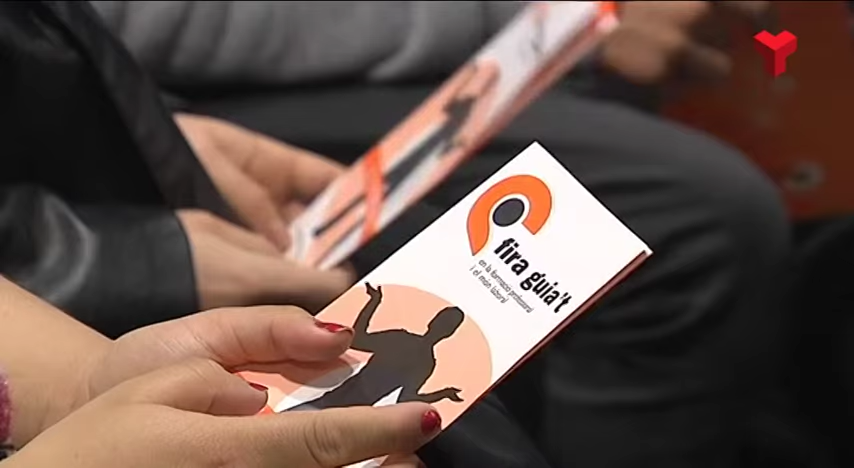 fira guia't
en la formació professional
i el món laboral